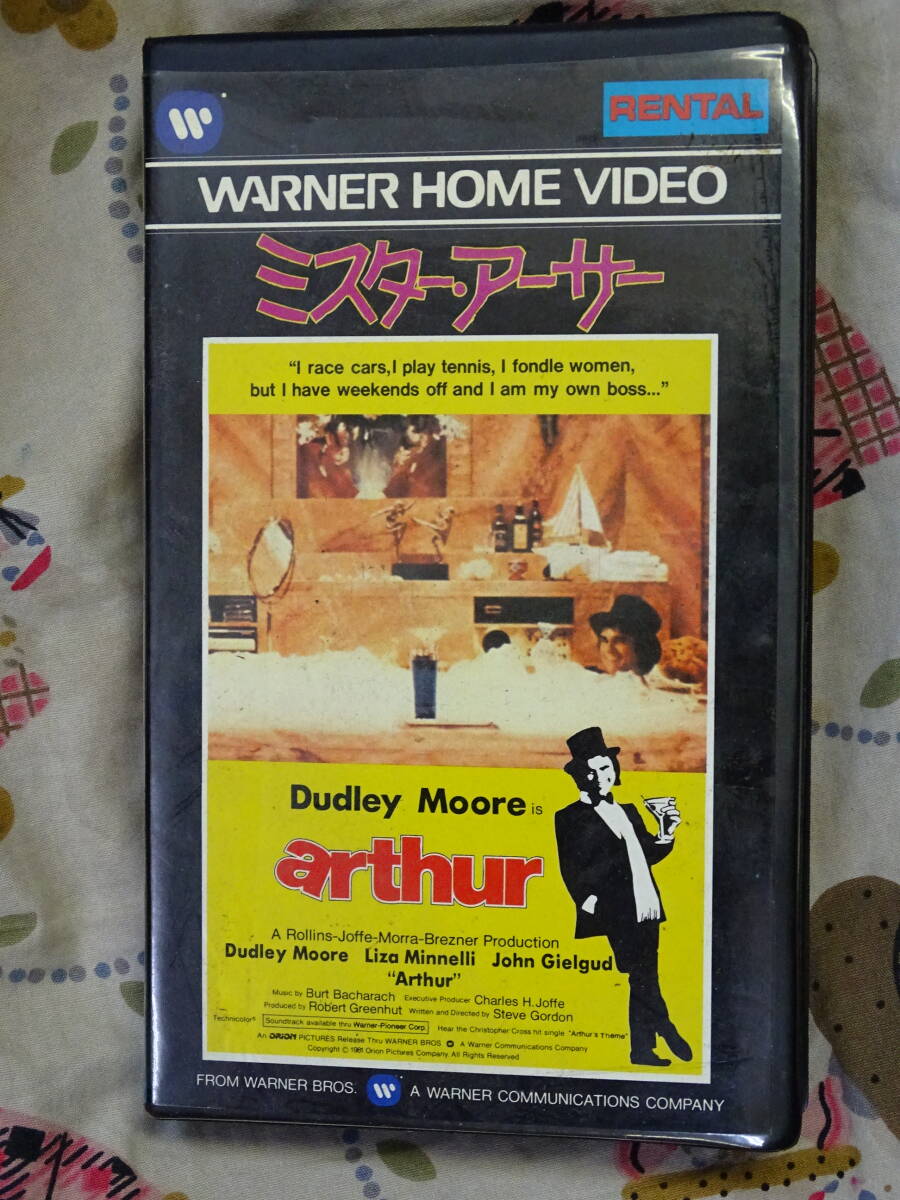 W
RENTAL
WARNER HOME VIDEO
ミスター・アーサー
"I race cars, I play tennis, I fondle women,
but I have weekends off and I am my own boss..."
Dudley Moore is
arthur
A Rollins-Joffe-Morra-Brezner Production
Dudley Moore Liza Minnelli John Gielgud
"Arthur"
Music by Burt Bacharach Executive Producer Charles H. Joffe
Produced by Robert Greenhut Written and Directed by Steve Gordon
Technicolor® Soundtrack available thru Warner-Pioneer Corp. Hear the Christopher Cross hit single "Arthur's Theme"
An ORION PICTURES Release Thru WARNER BROS. A Warner Communications Company
Copyright © 1981 Orion Pictures Company. All Rights Reserved
FROM WARNER BROS. W A WARNER COMMUNICATIONS COMPANY